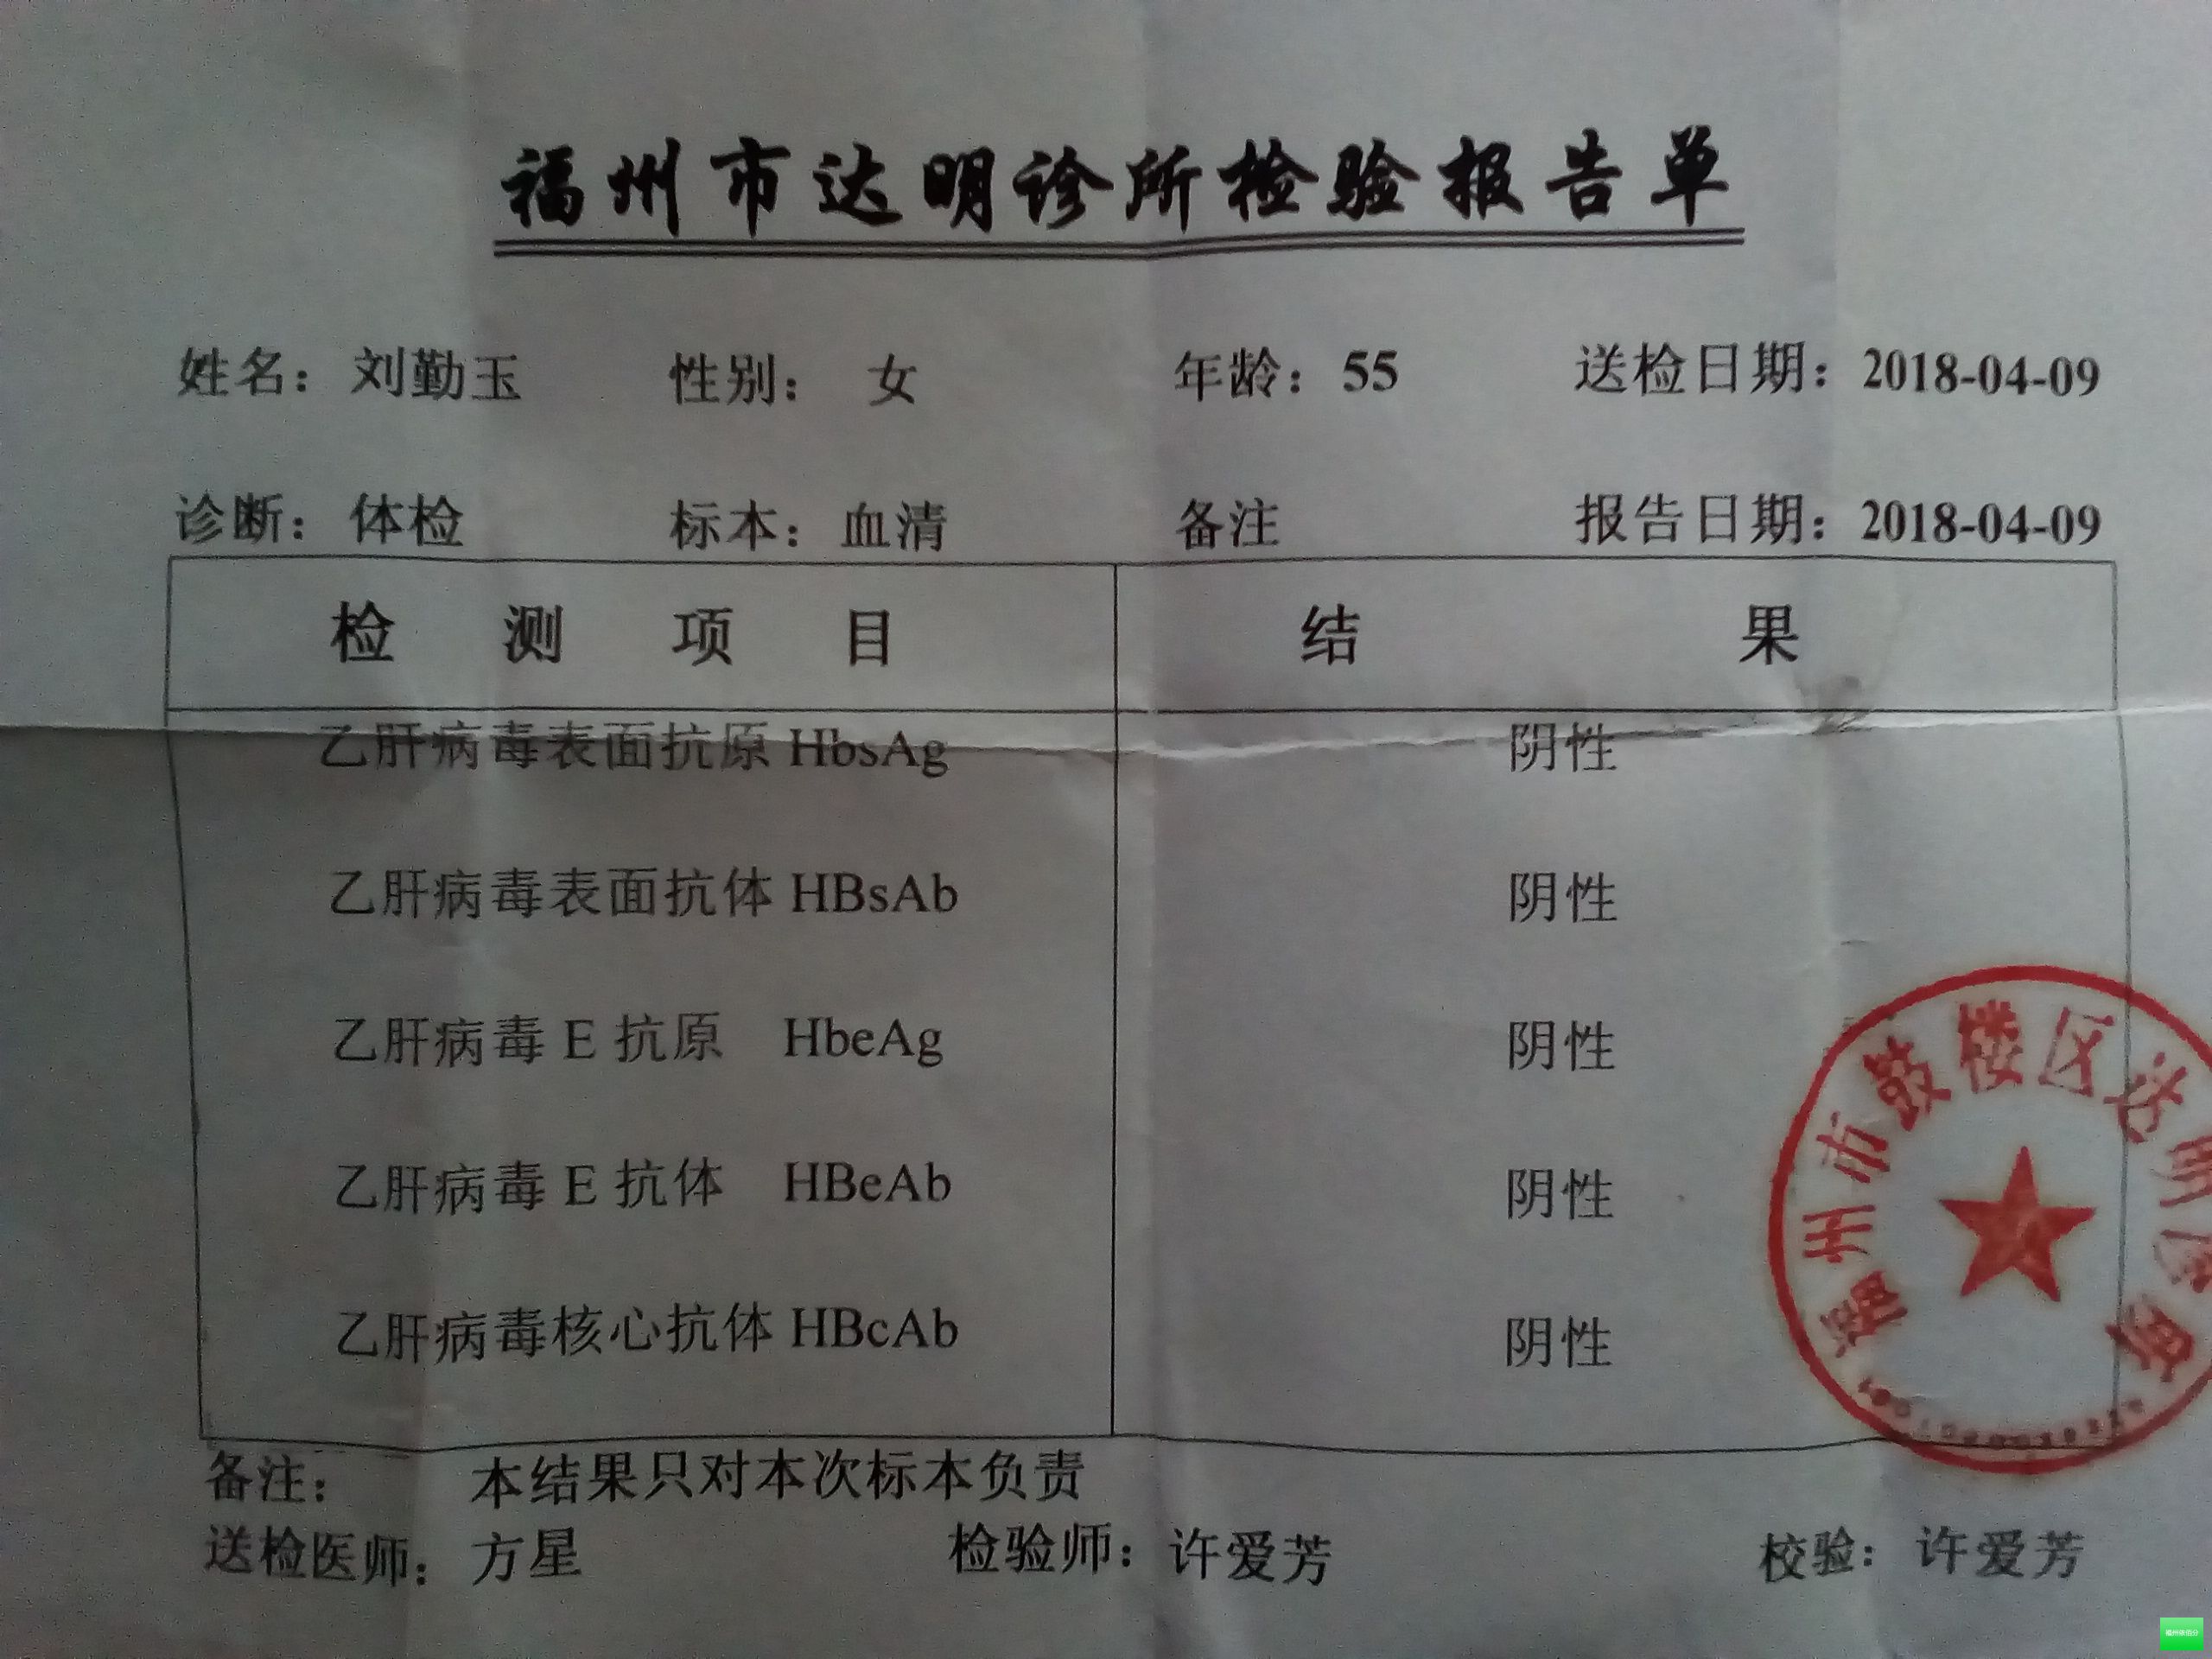 福州市达明诊所检验报告单
姓名：刘勤玉 性别：女 年龄：55 送检日期：2018-04-09
诊断：体检 标本：血清 备注 报告日期：2018-04-09
检测项目 结果
乙肝病毒表面抗原 HbsAg 阴性
乙肝病毒表面抗体 HBsAb 阴性
乙肝病毒 E 抗原 HbeAg 阴性
乙肝病毒 E 抗体 HBeAb 阴性
乙肝病毒核心抗体 HBcAb 阴性
福州市鼓楼区达明
备注： 本结果只对本次标本负责
送检医师：方星 检验师：许爱芳 校验：许爱芳